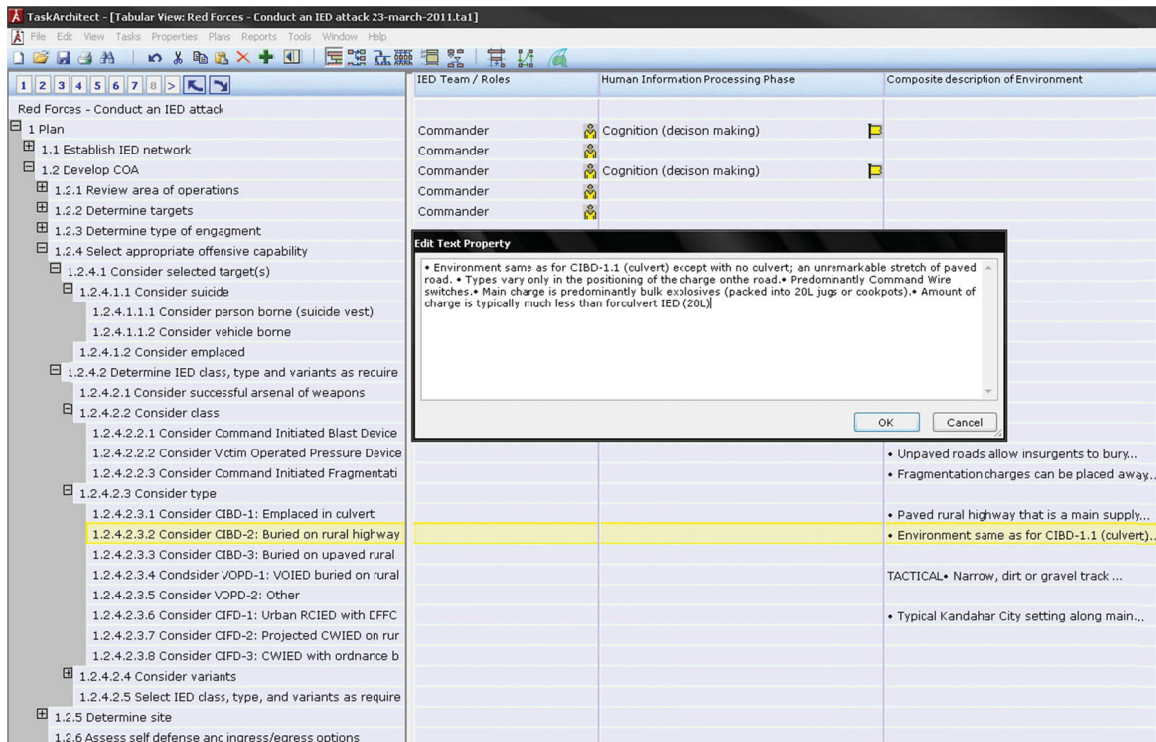 TaskArchitect - [Tabular View: Red Forces - Conduct an IED attack 23-march-2011.ta1]
File Edit View Tasks Properties Plans Reports Tools Window Help
1 2 3 4 5 6 7 8 >
IED Team / Roles Human Information Processing Phase Composite description of Environment
Red Forces - Conduct an IED attack
1 Plan Commander Cognition (decison making)
1.1 Establish IED network Commander
1.2 Develop COA Commander Cognition (decison making)
1.2.1 Review area of operations Commander
1.2.2 Determine targets Commander
1.2.3 Determine type of engagment
1.2.4 Select appropriate offensive capability
1.2.4.1 Consider selected target(s)
1.2.4.1.1 Consider suicide
1.2.4.1.1.1 Consider person borne (suicide vest)
1.2.4.1.1.2 Consider vehicle borne
1.2.4.1.2 Consider emplaced
1.2.4.2 Determine IED class, type and variants as require
1.2.4.2.1 Consider successful arsenal of weapons
1.2.4.2.2 Consider class
Edit Text Property
• Environment same as for CIBD-1.1 (culvert) except with no culvert; an unremarkable stretch of paved
road. • Types vary only in the positioning of the charge onthe road.• Predominantly Command Wire
switches.• Main charge is predominantly bulk explosives (packed into 20L jugs or cookpots).• Amount of
charge is typically much less than forculvert IED (20L)
OK Cancel
1.2.4.2.2.1 Consider Command Initiated Blast Device
1.2.4.2.2.2 Consider Victim Operated Pressure Device • Unpaved roads allow insurgents to bury...
1.2.4.2.2.3 Consider Command Initiated Fragmentati • Fragmentationcharges can be placed away...
1.2.4.2.3 Consider type
1.2.4.2.3.1 Consider CIBD-1: Emplaced in culvert • Paved rural highway that is a main supply...
1.2.4.2.3.2 Consider CIBD-2: Buried on rural highway • Environment same as for CIBD-1.1 (culvert)...
1.2.4.2.3.3 Consider CIBD-3: Buried on upaved rural
1.2.4.2.3.4 Condsider VOPD-1: VOIED buried on rural TACTICAL• Narrow, dirt or gravel track ...
1.2.4.2.3.5 Consider VOPD-2: Other
1.2.4.2.3.6 Consider CIFD-1: Urban RCIED with DFFC • Typical Kandahar City setting along main...
1.2.4.2.3.7 Consider CIFD-2: Projected CWIED on rur
1.2.4.2.3.8 Consider CIFD-3: CWIED with ordnance b
1.2.4.2.4 Consider variants
1.2.4.2.5 Select IED class, type, and variants as require
1.2.5 Determine site
1.2.6 Assess self defense and ingress/egress options